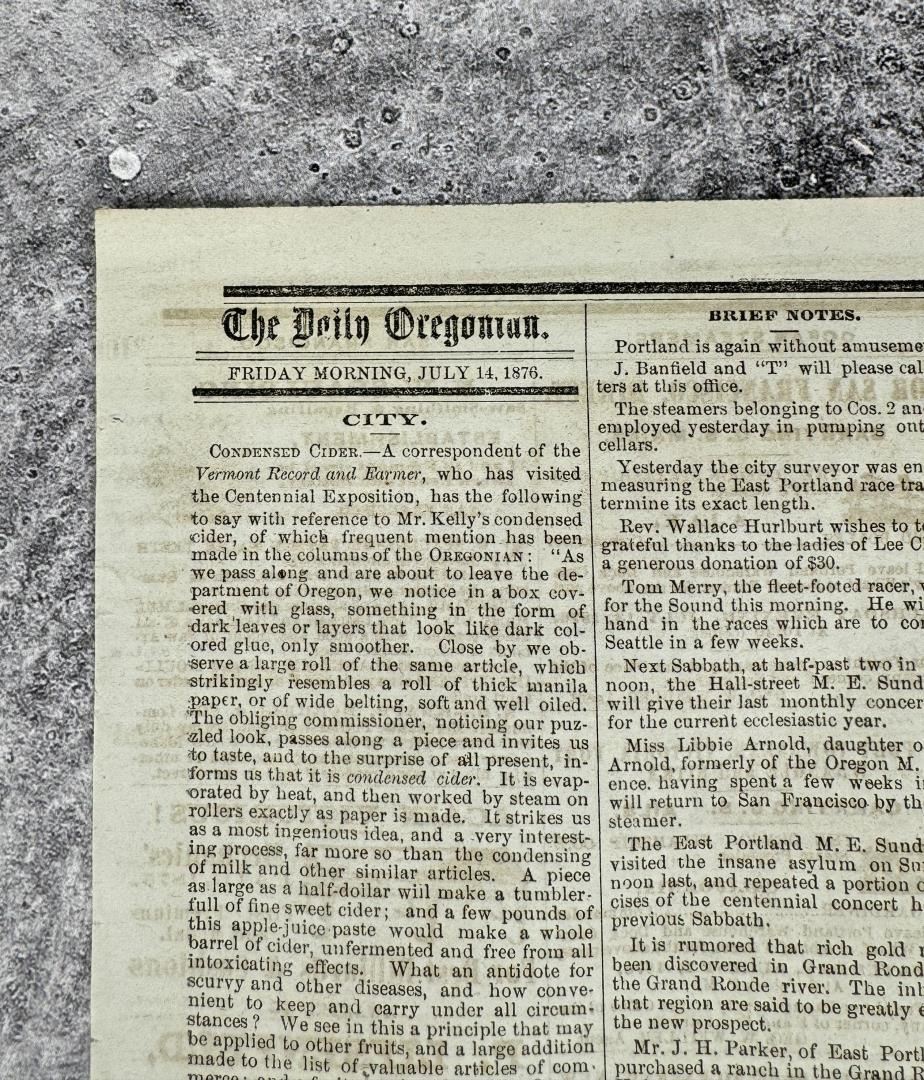 The Daily Oregonian.
FRIDAY MORNING, JULY 14, 1876.
CITY.
CONDENSED CIDER.—A correspondent of the
Vermont Record and Farmer, who has visited
the Centennial Exposition, has the following
to say with reference to Mr. Kelly's condensed
cider, of which frequent mention has been
made in the columns of the OREGONIAN: "As
we pass along and are about to leave the de-
partment of Oregon, we notice in a box cov-
ered with glass, something in the form of
dark leaves or layers that look like dark col-
ored glue, only smoother. Close by we ob-
serve a large roll of the same article, which
strikingly resembles a roll of thick manila
paper, or of wide belting, soft and well oiled.
The obliging commissioner, noticing our puz-
zled look, passes along a piece and invites us
to taste, and to the surprise of all present, in-
forms us that it is condensed cider. It is evap-
orated by heat, and then worked by steam on
rollers exactly as paper is made. It strikes us
as a most ingenious idea, and a very interest-
ing process, far more so than the condensing
of milk and other similar articles. A piece
as large as a half-dollar will make a tumbler-
full of fine sweet cider; and a few pounds of
this apple-juice paste would make a whole
barrel of cider, unfermented and free from all
intoxicating effects. What an antidote for
scurvy and other diseases, and how conve-
nient to keep and carry under all circum-
stances? We see in this a principle that may
be applied to other fruits, and a large addition
made to the list of valuable articles of com-
BRIEF NOTES.
Portland is again without amuseme
J. Banfield and "T" will please cal
ters at this office.
The steamers belonging to Cos. 2 an
employed yesterday in pumping out
cellars.
Yesterday the city surveyor was en
measuring the East Portland race tra
termine its exact length.
Rev. Wallace Hurlburt wishes to t
grateful thanks to the ladies of Lee C
a generous donation of $30.
Tom Merry, the fleet-footed racer,
for the Sound this morning. He wi
hand in the races which are to co
Seattle in a few weeks.
Next Sabbath, at half-past two in
noon, the Hall-street M. E. Sund
will give their last monthly concer
for the current ecclesiastic year.
Miss Libbie Arnold, daughter o
Arnold, formerly of the Oregon M.
ence, having spent a few weeks i
will return to San Francisco by th
steamer.
The East Portland M. E. Sund
visited the insane asylum on Su
noon last, and repeated a portion o
cises of the centennial concert h
previous Sabbath.
It is rumored that rich gold
been discovered in Grand Rond
the Grand Ronde river. The inh
that region are said to be greatly e
the new prospect.
Mr. J. H. Parker, of East Portl
purchased a ranch in the Grand R